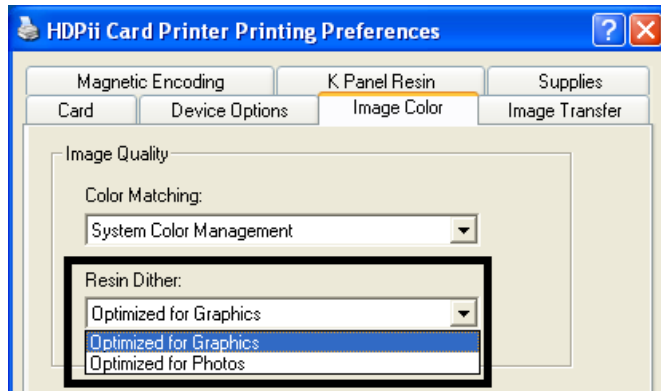 HDPii Card Printer Printing Preferences
Magnetic Encoding K Panel Resin Supplies
Card Device Options Image Color Image Transfer
Image Quality
Color Matching:
System Color Management
Resin Dither:
Optimized for Graphics
Optimized for Graphics
Optimized for Photos